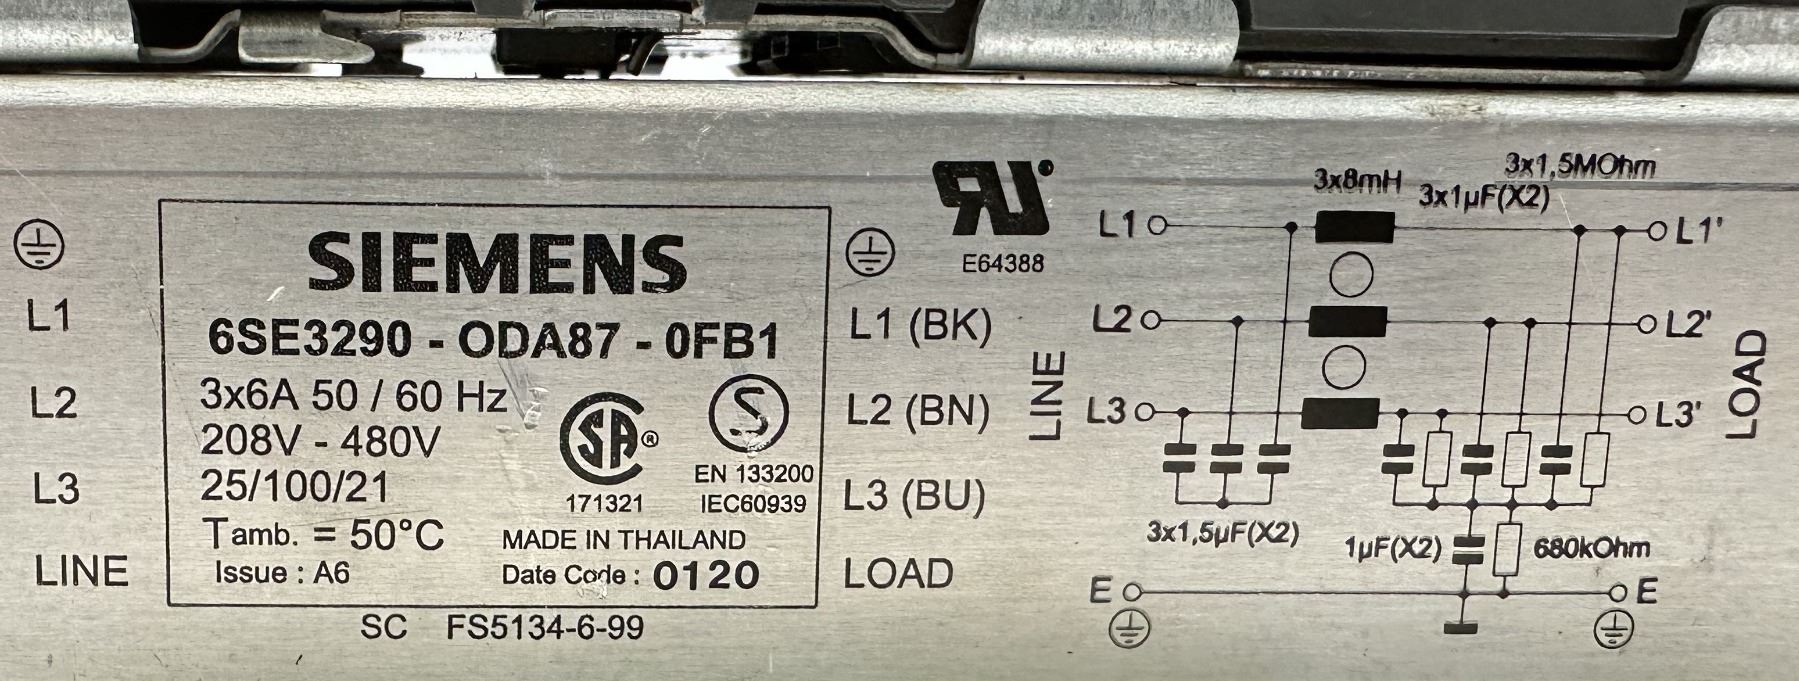 L1
L2
L3
LINE
SIEMENS
6SE3290 - ODA87 - 0FB1
3x6A 50 / 60 Hz
208V - 480V
25/100/21
Tamb. = 50°C
Issue : A6
SA®
171321
S
EN 133200
IEC60939
MADE IN THAILAND
Date Code : 0120
SC FS5134-6-99
L1 (BK)
L2 (BN)
L3 (BU)
LOAD
RU
E64388
LINE
3x8mH
3x1µF(X2)
3x1,5MOhm
L1 L1'
L2 L2'
L3 L3'
LOAD
3x1,5µF(X2)
1µF(X2)
680kOhm
E E